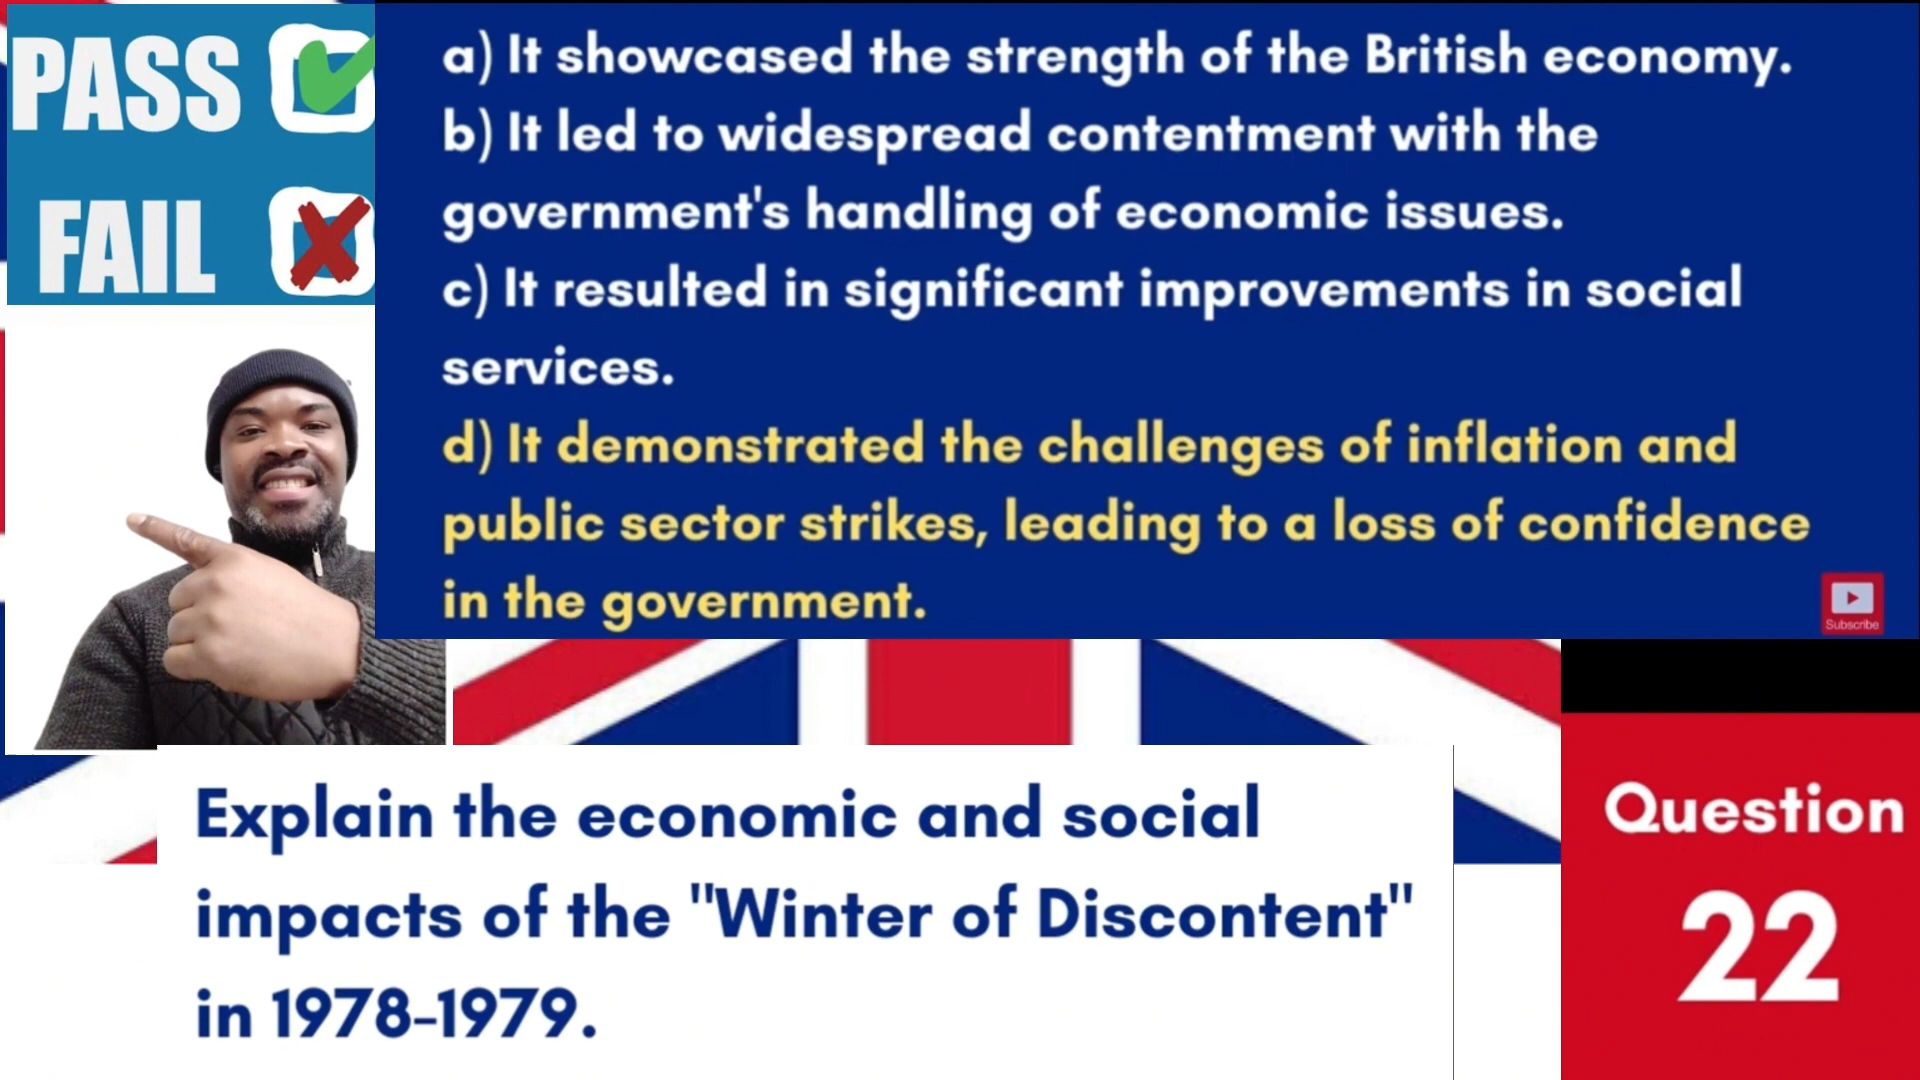 PASS
FAIL
a) It showcased the strength of the British economy.
b) It led to widespread contentment with the
government's handling of economic issues.
c) It resulted in significant improvements in social
services.
d) It demonstrated the challenges of inflation and
public sector strikes, leading to a loss of confidence
in the government.
Subscribe
Explain the economic and social
impacts of the "Winter of Discontent"
in 1978-1979.
Question
22